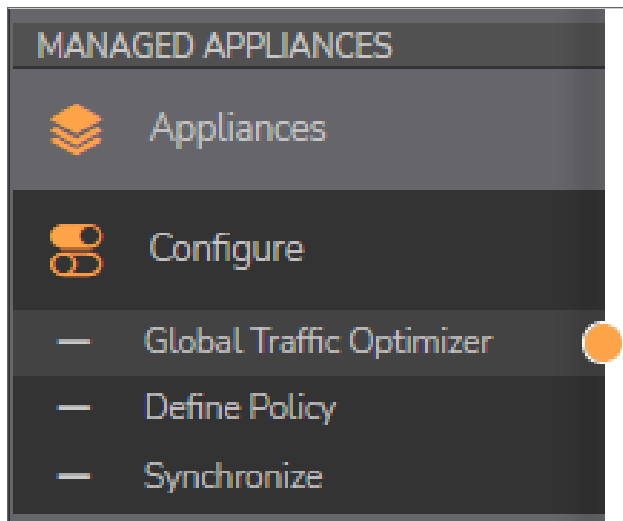 MANAGED APPLIANCES
Appliances
Configure
Global Traffic Optimizer
Define Policy
Synchronize